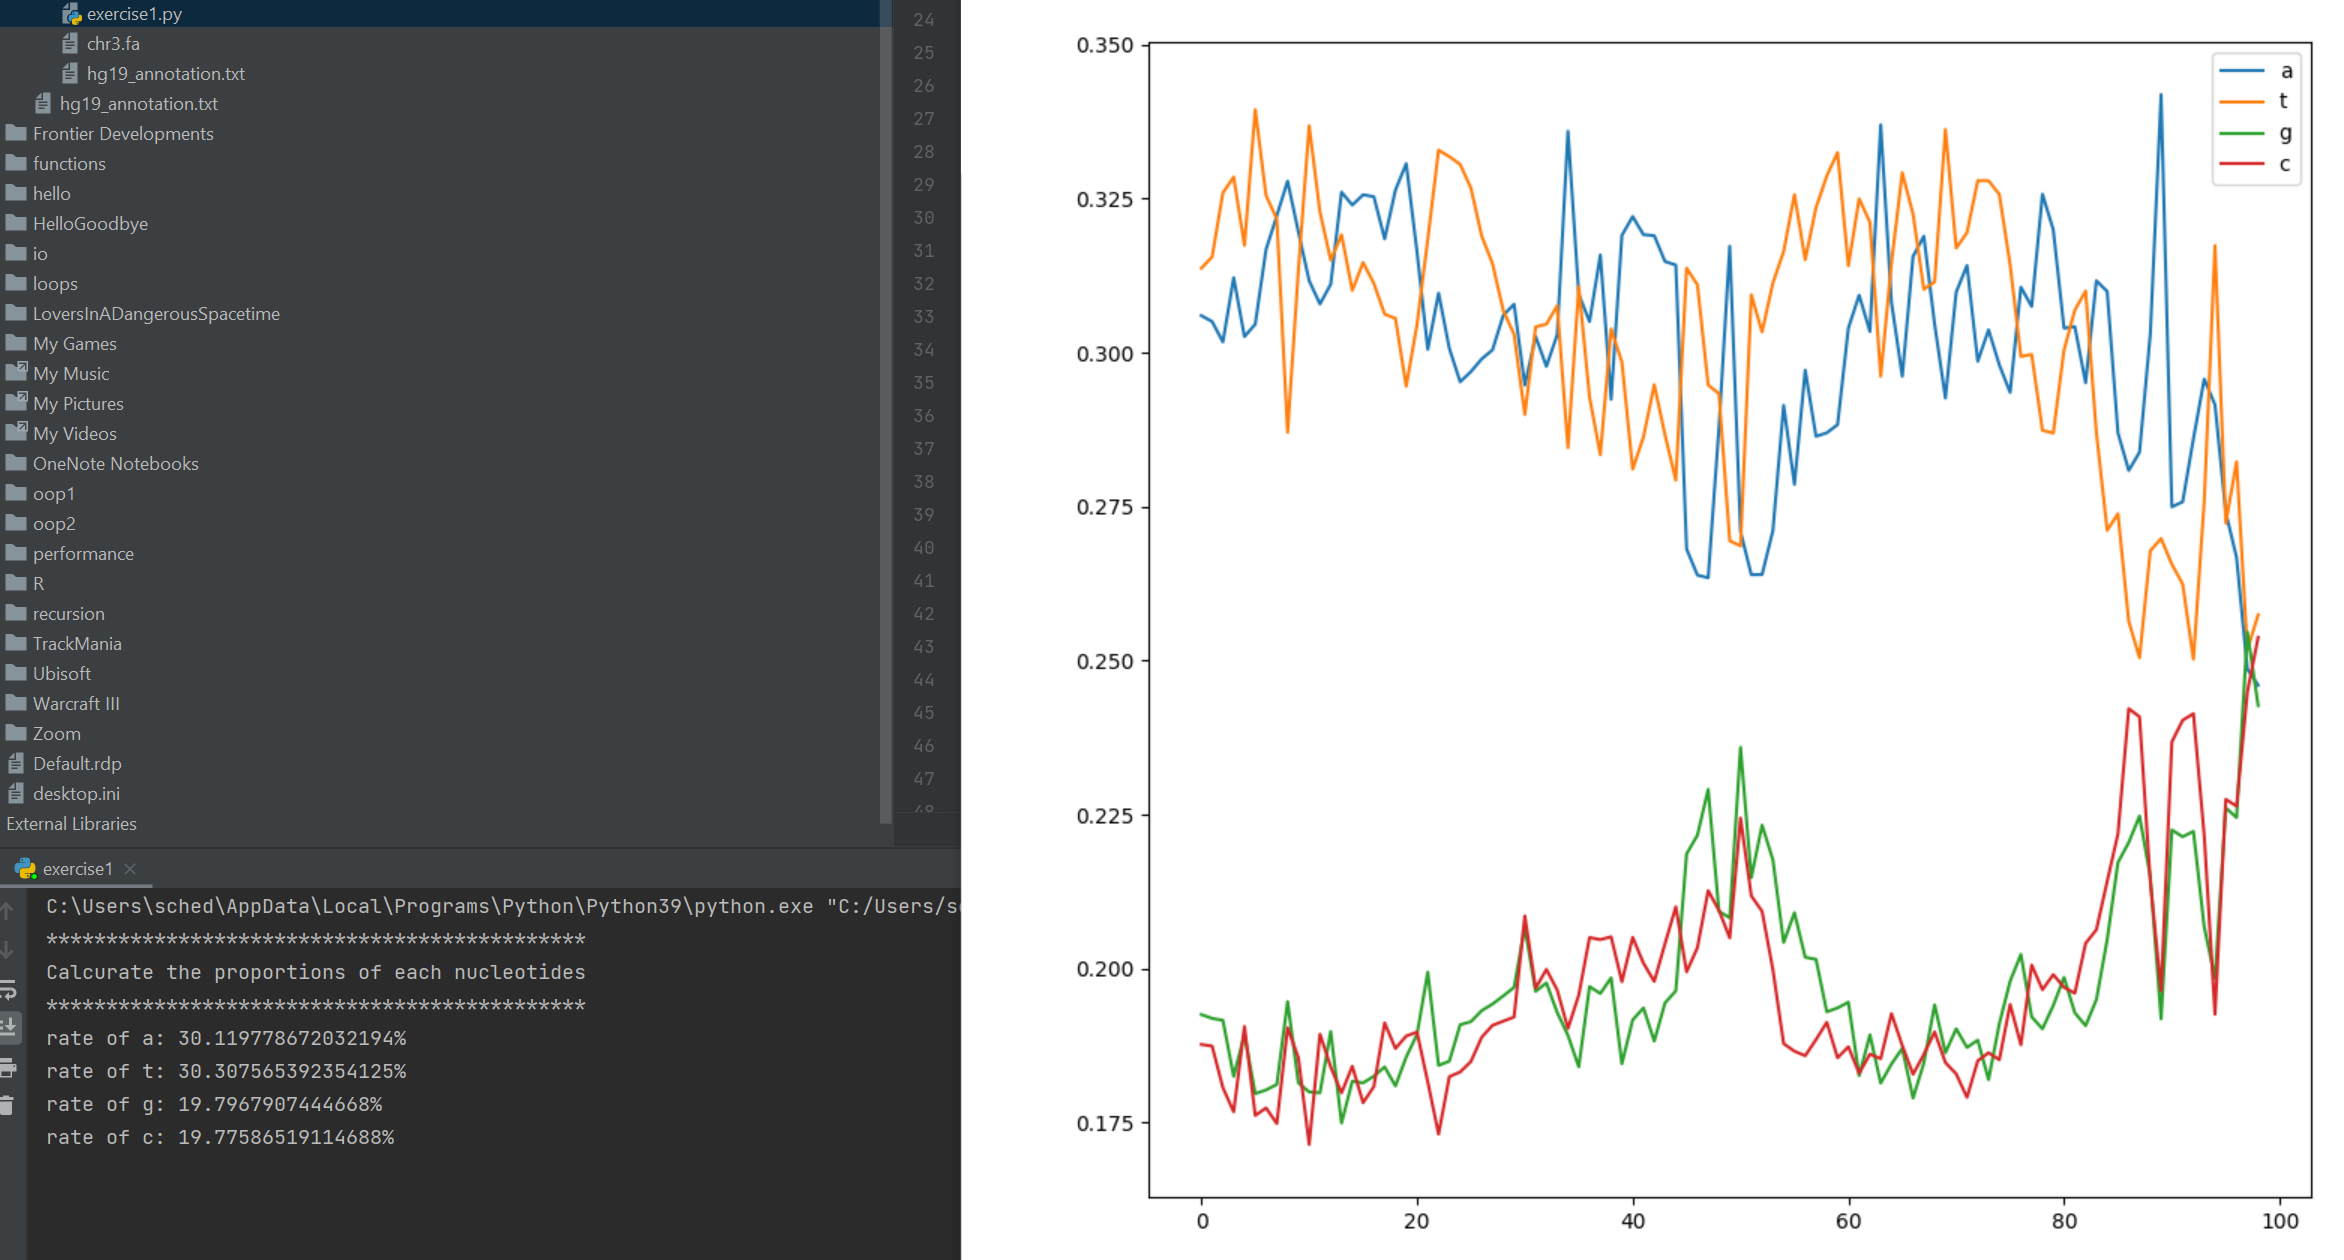 exercise1.py
chr3.fa
hg19_annotation.txt
hg19_annotation.txt
Frontier Developments
functions
hello
HelloGoodbye
io
loops
LoversInADangerousSpacetime
My Games
My Music
My Pictures
My Videos
OneNote Notebooks
oop1
oop2
performance
R
recursion
TrackMania
Ubisoft
Warcraft III
Zoom
Default.rdp
desktop.ini
External Libraries
24
25
26
27
28
29
30
31
32
33
34
35
36
37
38
39
40
41
42
43
44
45
46
47
48
exercise1
C:\Users\sched\AppData\Local\Programs\Python\Python39\python.exe "C:/Users/s
*********************************************
Calcurate the proportions of each nucleotides
*********************************************
rate of a: 30.119778672032194%
rate of t: 30.307565392354125%
rate of g: 19.7967907444668%
rate of c: 19.77586519114688%
0.350
0.325
0.300
0.275
0.250
0.225
0.200
0.175
0
20
40
60
80
100
a
t
g
c